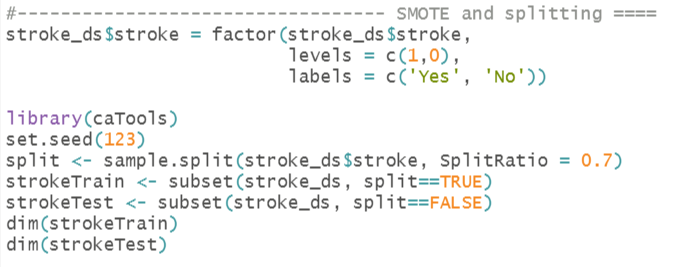 #---------------------------------- SMOTE and splitting ====
stroke_ds$stroke = factor(stroke_ds$stroke,
                          levels = c(1,0),
                          labels = c('Yes', 'No'))

library(caTools)
set.seed(123)
split <- sample.split(stroke_ds$stroke, SplitRatio = 0.7)
strokeTrain <- subset(stroke_ds, split==TRUE)
strokeTest <- subset(stroke_ds, split==FALSE)
dim(strokeTrain)
dim(strokeTest)